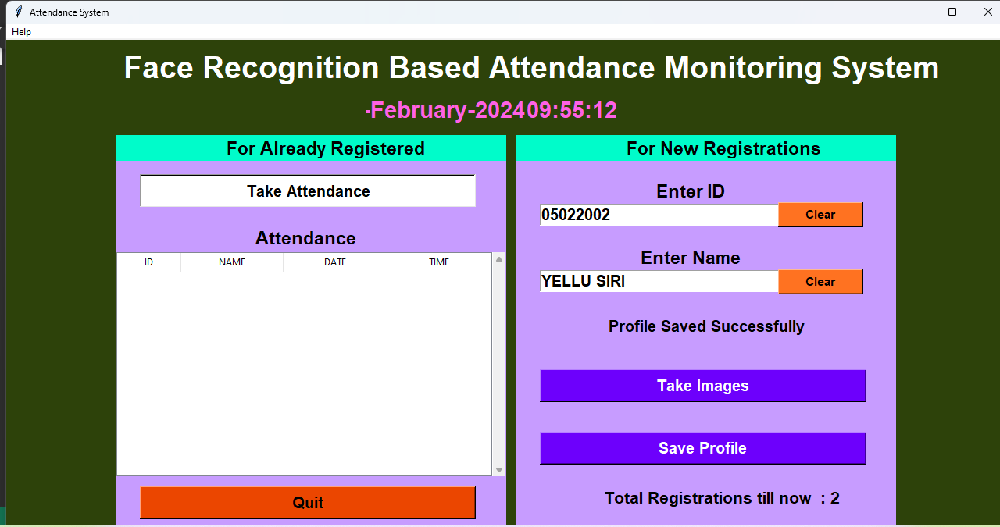 Attendance System
Help
Face Recognition Based Attendance Monitoring System
-February-2024 09:55:12
For Already Registered
Take Attendance
Attendance
ID NAME DATE TIME
Quit
For New Registrations
Enter ID
05022002 Clear
Enter Name
YELLU SIRI Clear
Profile Saved Successfully
Take Images
Save Profile
Total Registrations till now : 2